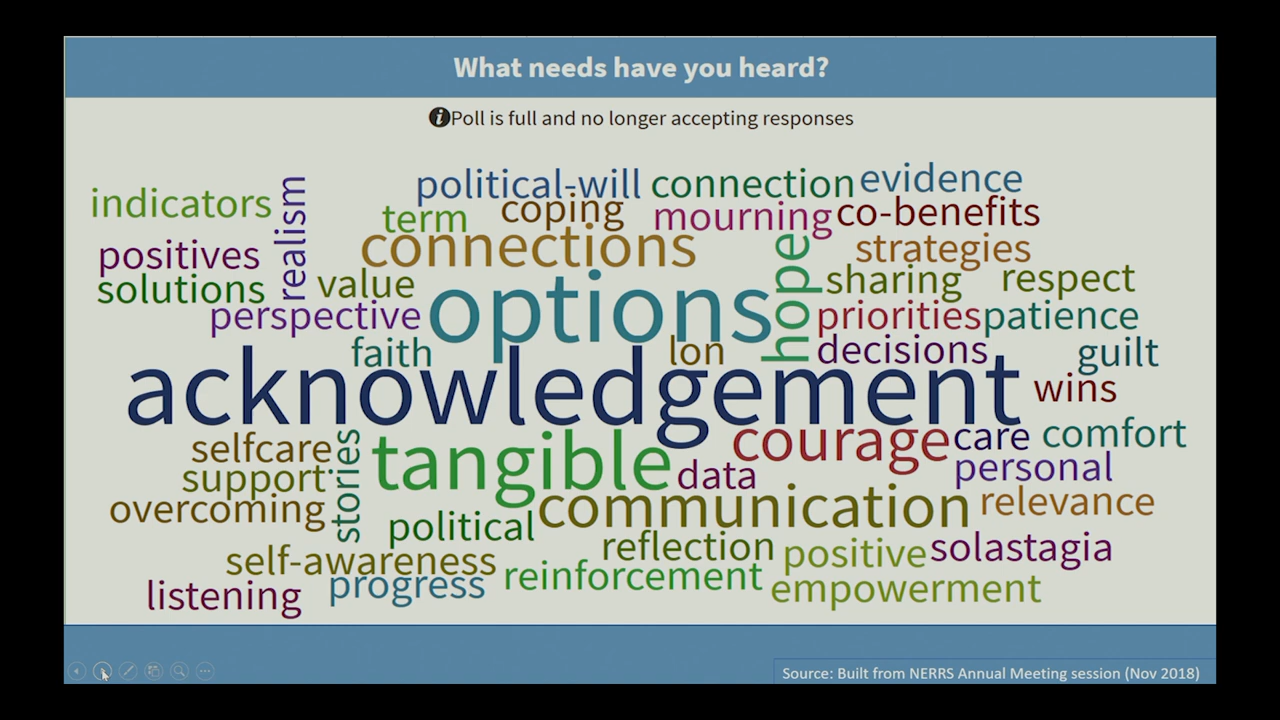 What needs have you heard?
Poll is full and no longer accepting responses
indicators
realism
political-will
connection
evidence
term
coping
mourning
co-benefits
positives
connections
hope
strategies
solutions
value
options
sharing
respect
perspective
priorities
patience
faith
lon
decisions
guilt
acknowledgement
wins
selfcare
stories
tangible
courage
care
comfort
support
data
personal
overcoming
political
communication
relevance
self-awareness
reflection
positive
solastagia
listening
progress
reinforcement
empowerment
Source: Built from NERRS Annual Meeting session (Nov 2018)